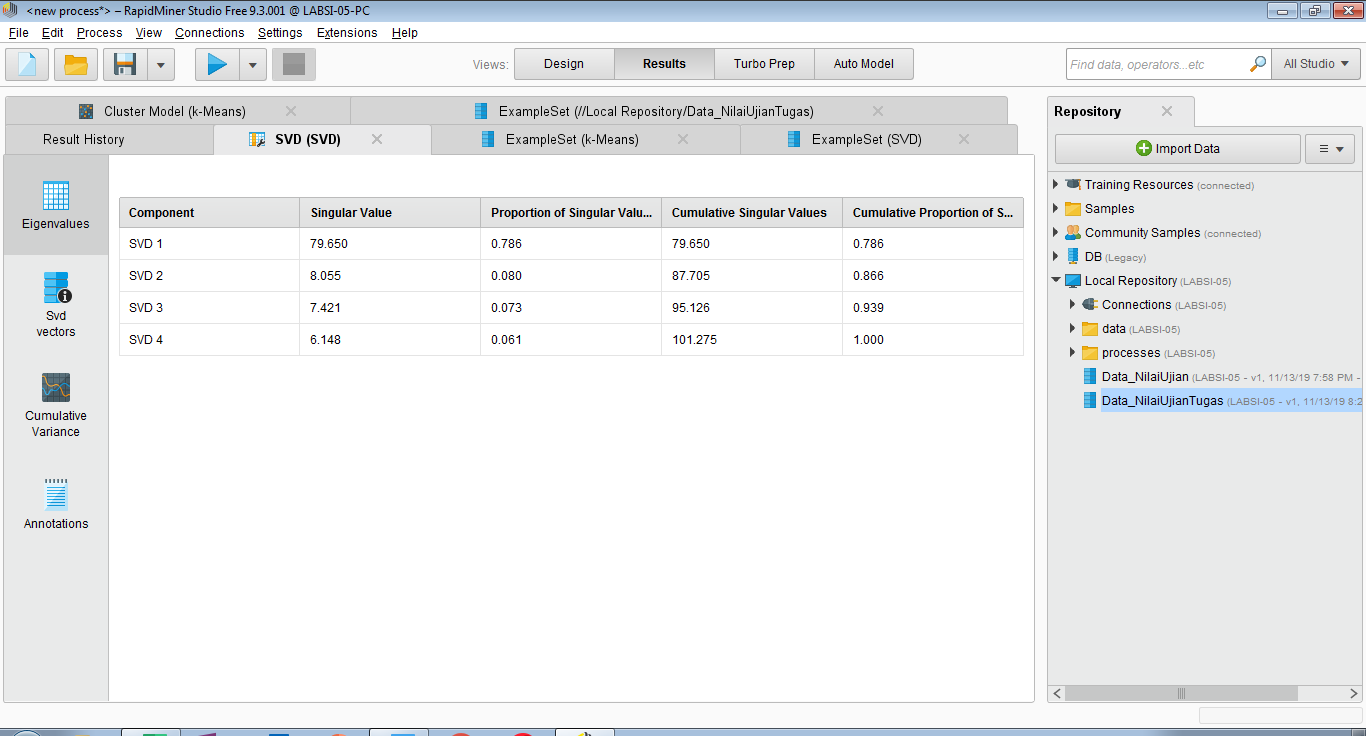 <new process*> – RapidMiner Studio Free 9.3.001 @ LABSI-05-PC
File Edit Process View Connections Settings Extensions Help
Views: Design Results Turbo Prep Auto Model Find data, operators...etc All Studio
Cluster Model (k-Means) ExampleSet (//Local Repository/Data_NilaiUjianTugas)
Result History SVD (SVD) ExampleSet (k-Means) ExampleSet (SVD)
Eigenvalues
Svd
vectors
Cumulative
Variance
Annotations
Component Singular Value Proportion of Singular Valu... Cumulative Singular Values Cumulative Proportion of S...
SVD 1 79.650 0.786 79.650 0.786
SVD 2 8.055 0.080 87.705 0.866
SVD 3 7.421 0.073 95.126 0.939
SVD 4 6.148 0.061 101.275 1.000
Repository
Import Data
Training Resources (connected)
Samples
Community Samples (connected)
DB (Legacy)
Local Repository (LABSI-05)
Connections (LABSI-05)
data (LABSI-05)
processes (LABSI-05)
Data_NilaiUjian (LABSI-05 – v1, 11/13/19 7:58 PM –
Data_NilaiUjianTugas (LABSI-05 – v1, 11/13/19 8:2